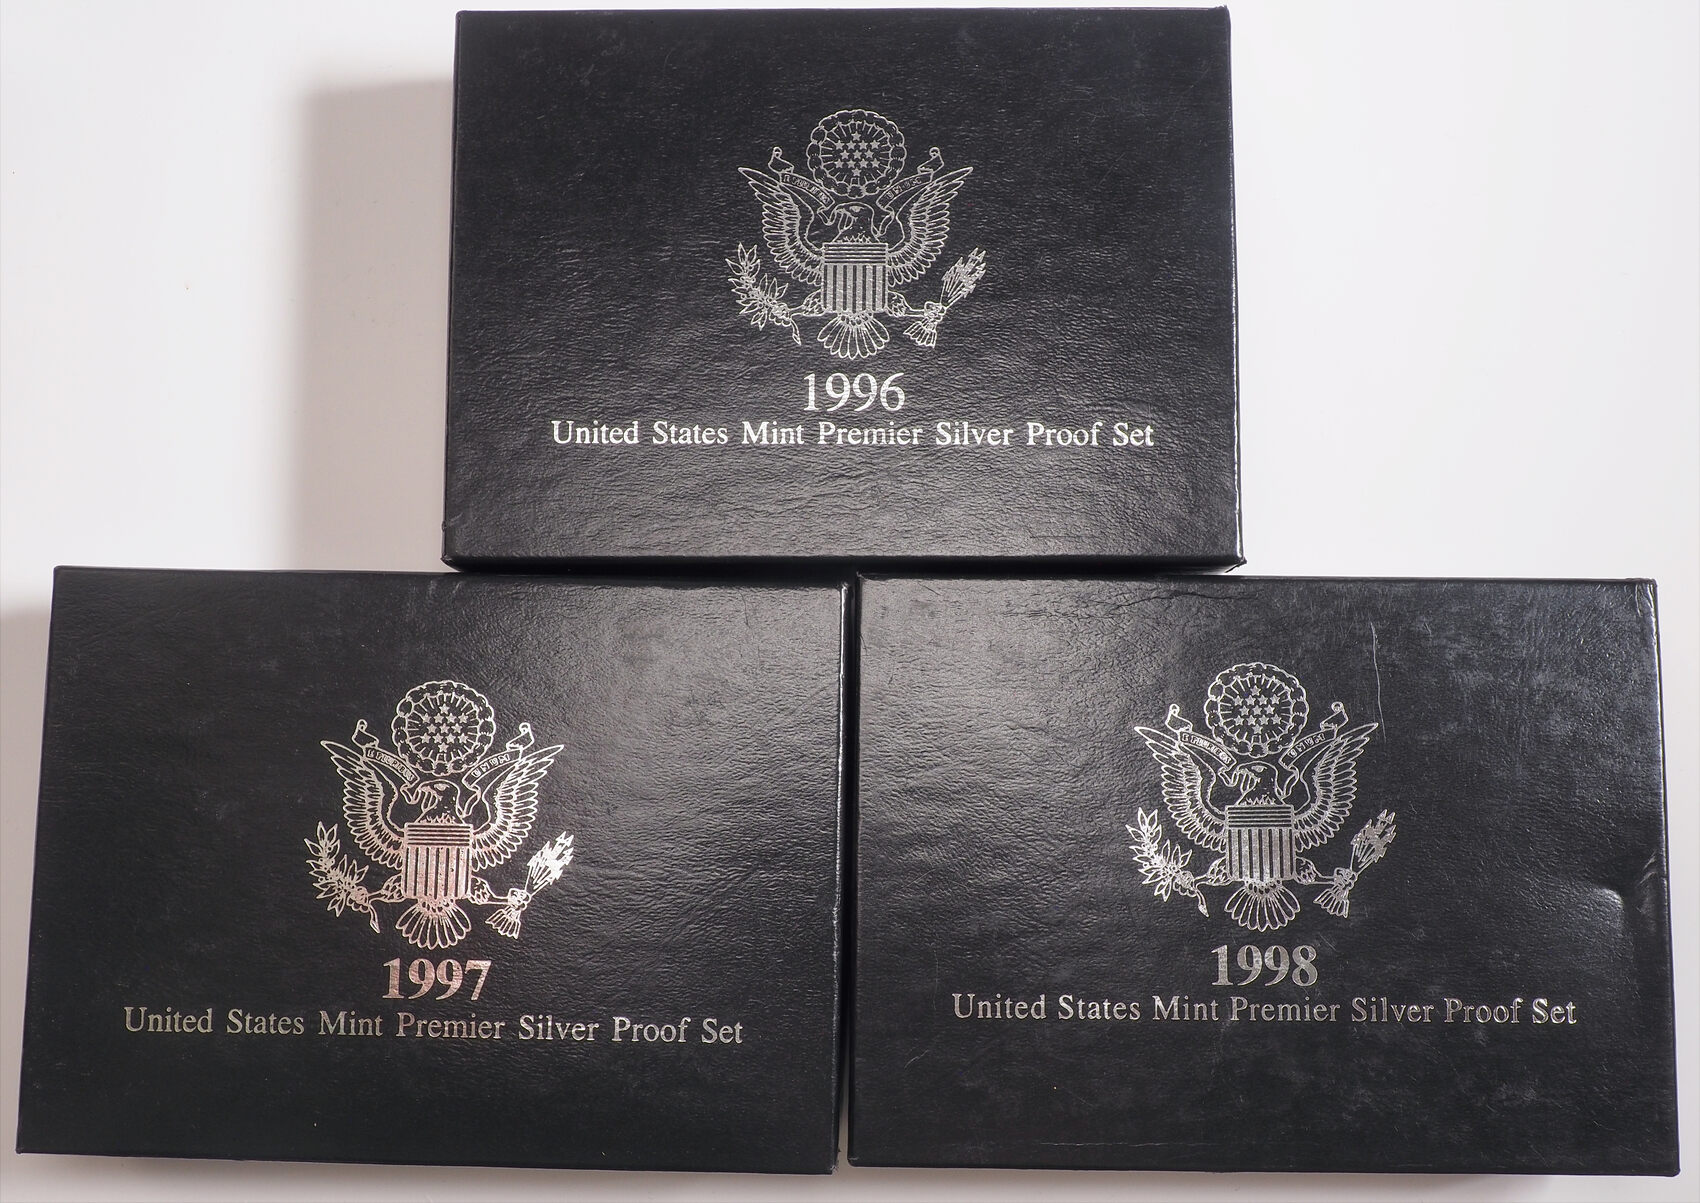 1996
United States Mint Premier Silver Proof Set
1997
United States Mint Premier Silver Proof Set
1998
United States Mint Premier Silver Proof Set